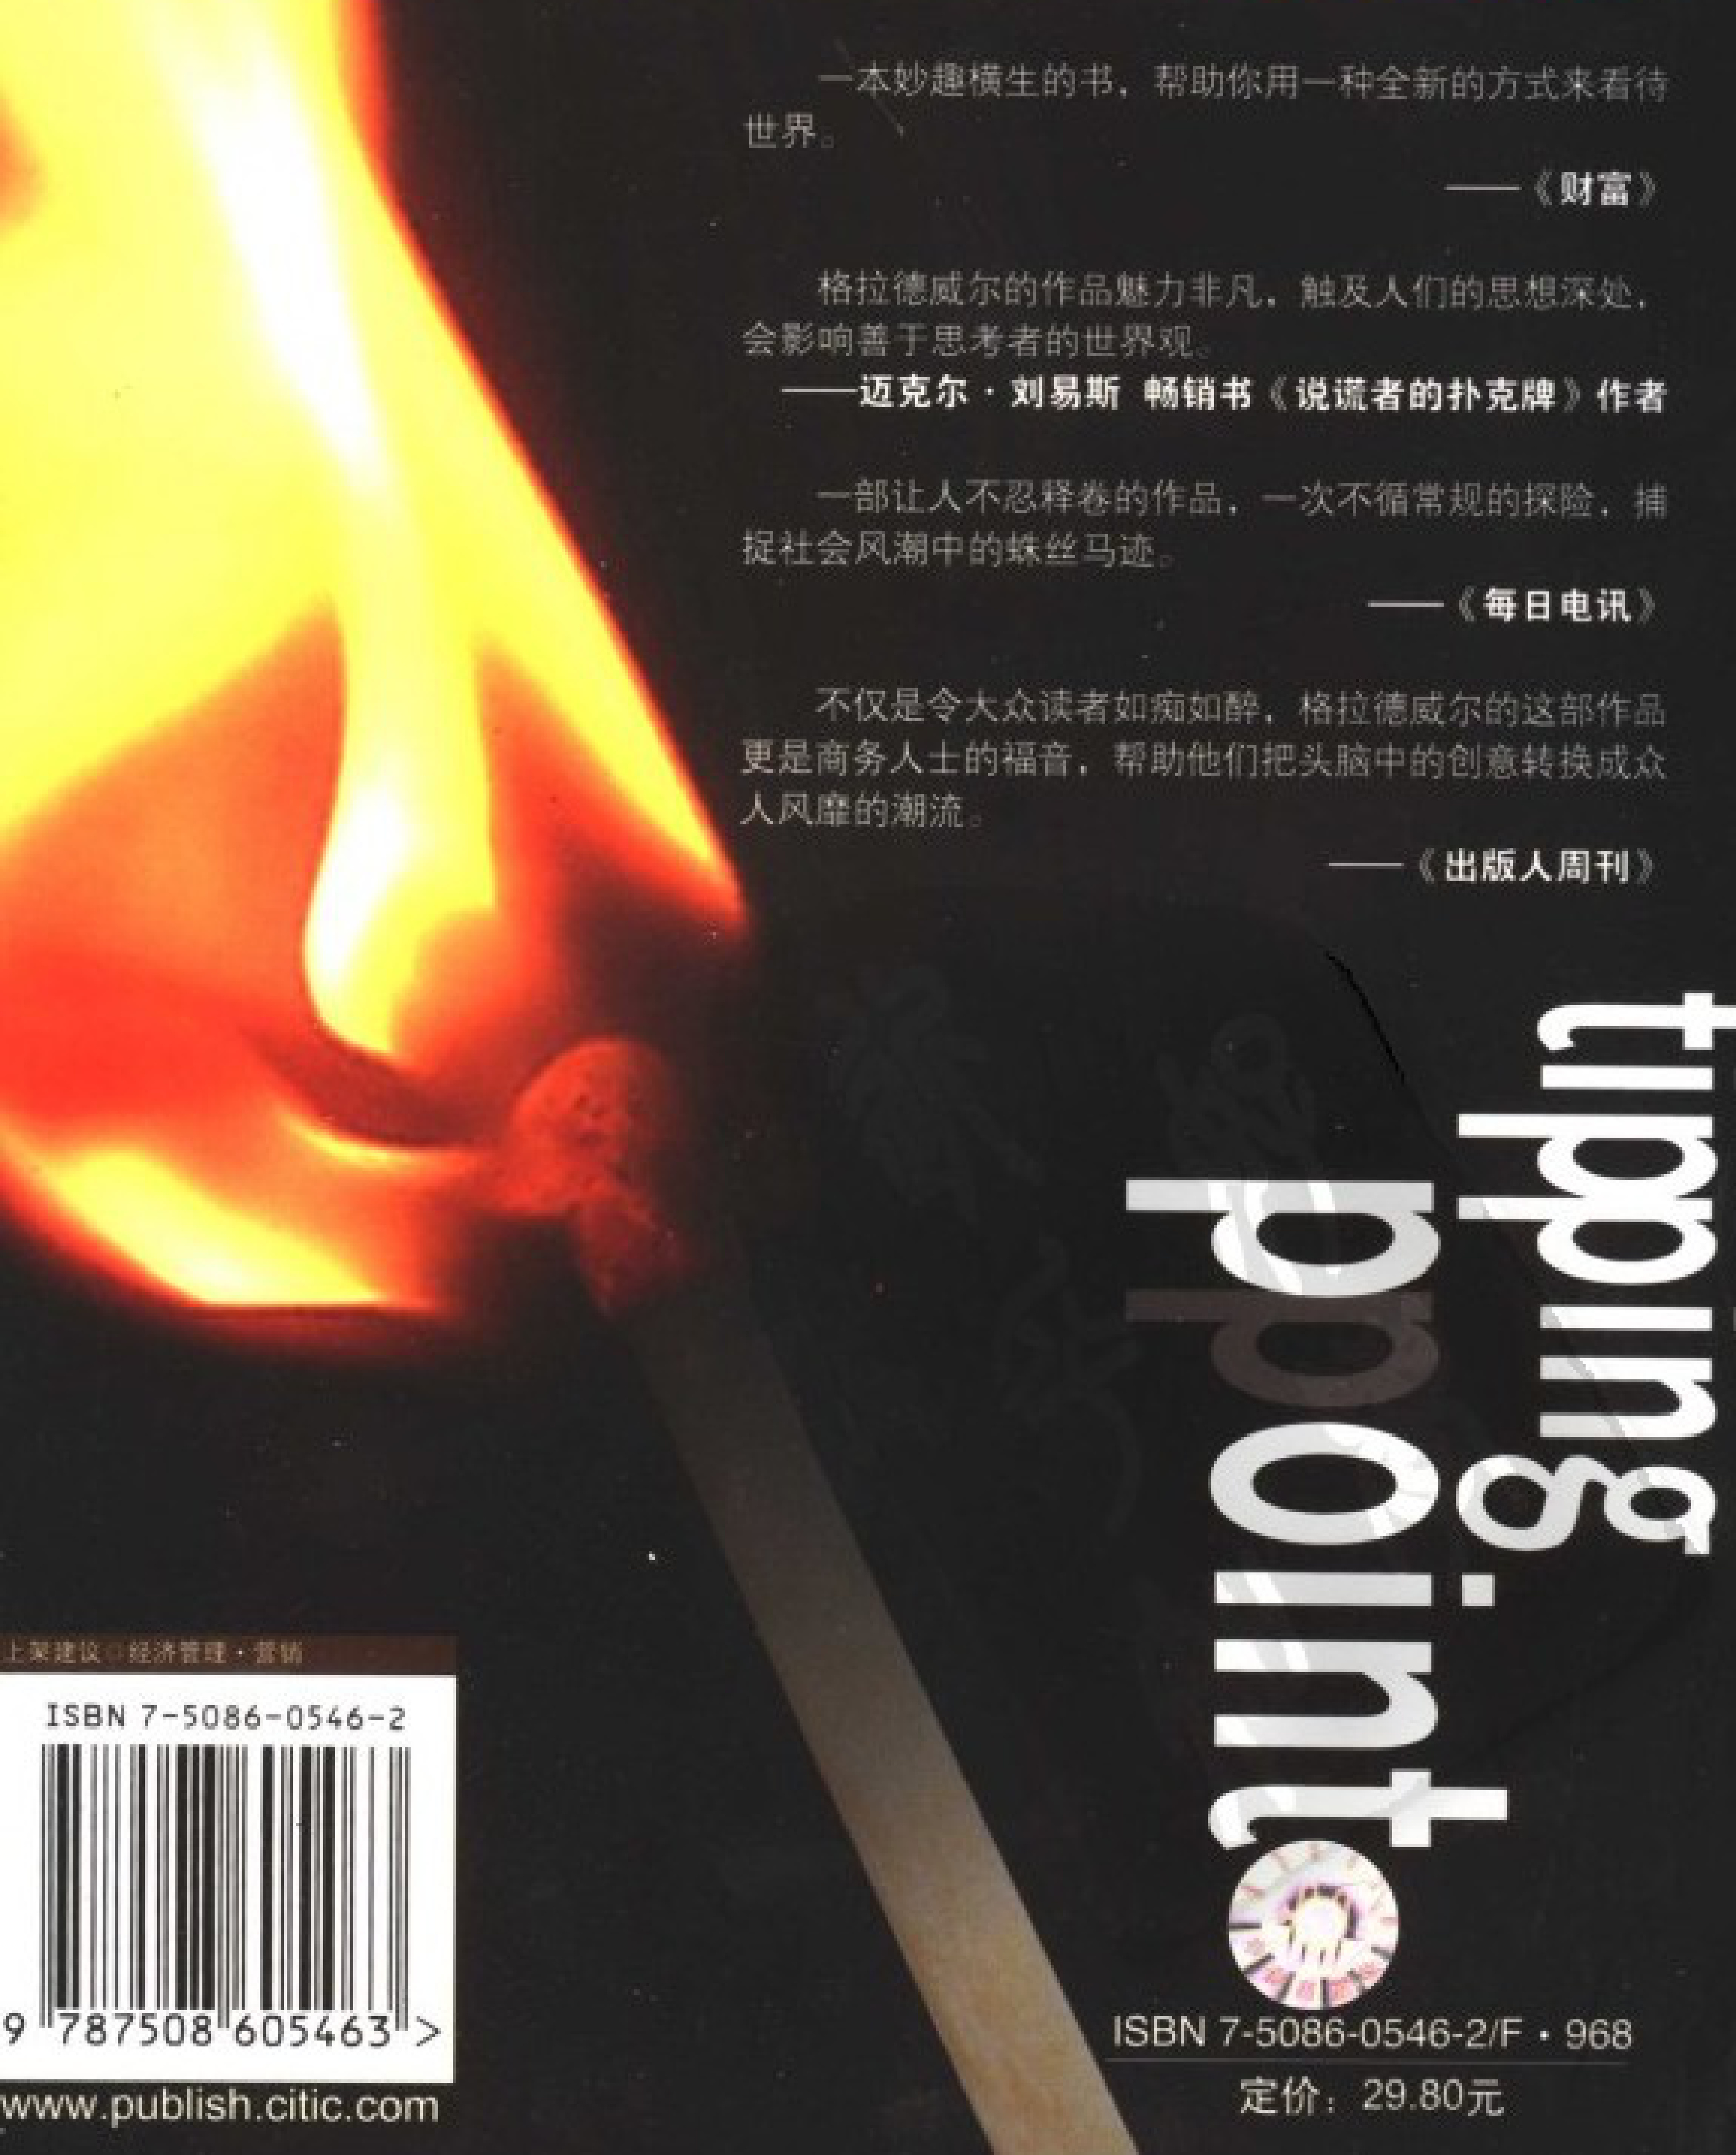 一本妙趣横生的书，帮助你用一种全新的方式来看待
世界。
——《财富》
格拉德威尔的作品魅力非凡，触及人们的思想深处，
会影响善于思考者的世界观。
——迈克尔·刘易斯 畅销书《说谎者的扑克牌》作者
一部让人不忍释卷的作品，一次不循常规的探险，捕
捉社会风潮中的蛛丝马迹。
——《每日电讯》
不仅是令大众读者如痴如醉，格拉德威尔的这部作品
更是商务人士的福音，帮助他们把头脑中的创意转换成众
人风靡的潮流。
——《出版人周刊》
tipping
point
上架建议○经济管理·营销
ISBN 7-5086-0546-2
9 787508 605463 >
www.publish.citic.com
ISBN 7-5086-0546-2/F·968
定价：29.80元